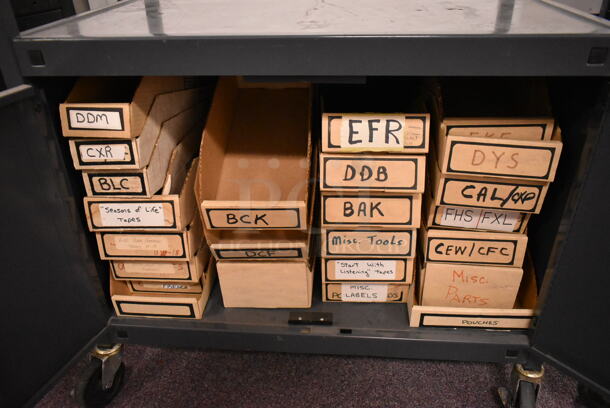 DDM
CXR
BLC
"Seasons of Life"
Tapes
BCK
DCF
EFR
DDB
BAK
Misc. Tools
"Start With
Listening" Tapes
MISC.
LABELS
DYS
CAL/CXP
FHS/FXL
CEW/CFC
MISC.
PARTS
POUCHES